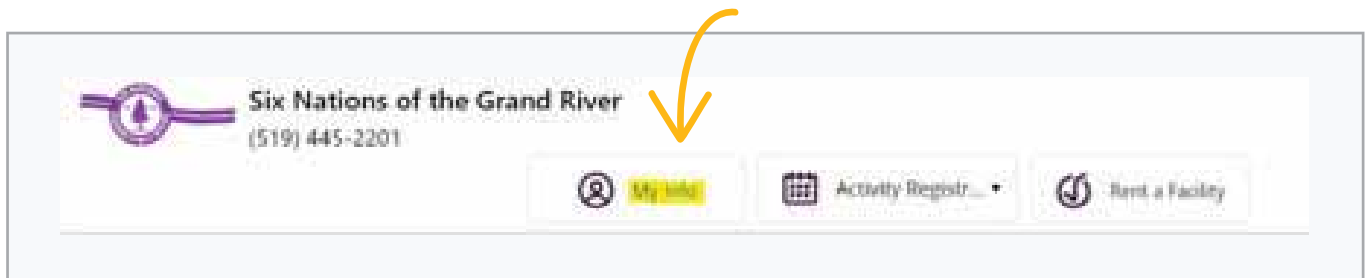 Six Nations of the Grand River
(519) 445-2201
My Info Activity Registr... Rent a Facility